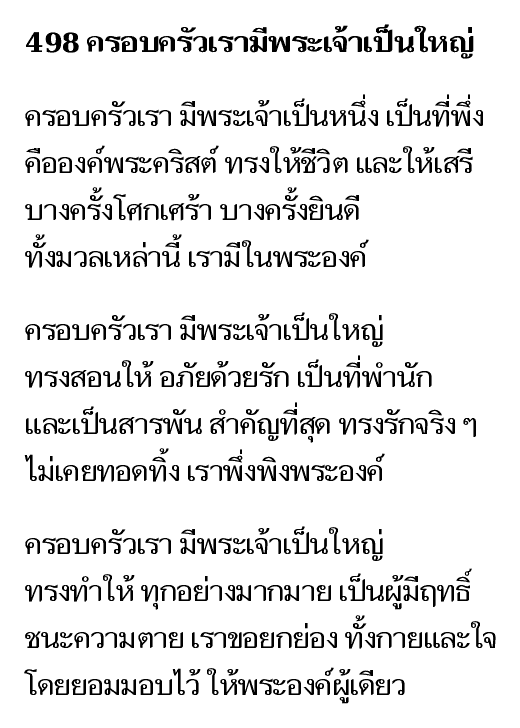 498 ครอบครัวเรามีพระเจ้าเป็นใหญ่
ครอบครัวเรา มีพระเจ้าเป็นหนึ่ง เป็นที่พึ่ง
คือองค์พระคริสต์ ทรงให้ชีวิต และให้เสรี
บางครั้งโศกเศร้า บางครั้งยินดี
ทั้งมวลเหล่านี้ เรามีในพระองค์
ครอบครัวเรา มีพระเจ้าเป็นใหญ่
ทรงสอนให้ อภัยด้วยรัก เป็นที่พำนัก
และเป็นสารพัน สำคัญที่สุด ทรงรักจริง ๆ
ไม่เคยทอดทิ้ง เราพึ่งพิงพระองค์
ครอบครัวเรา มีพระเจ้าเป็นใหญ่
ทรงทำให้ ทุกอย่างมากมาย เป็นผู้มีฤทธิ์
ชนะความตาย เราขอยกย่อง ทั้งกายและใจ
โดยยอมมอบไว้ ให้พระองค์ผู้เดียว